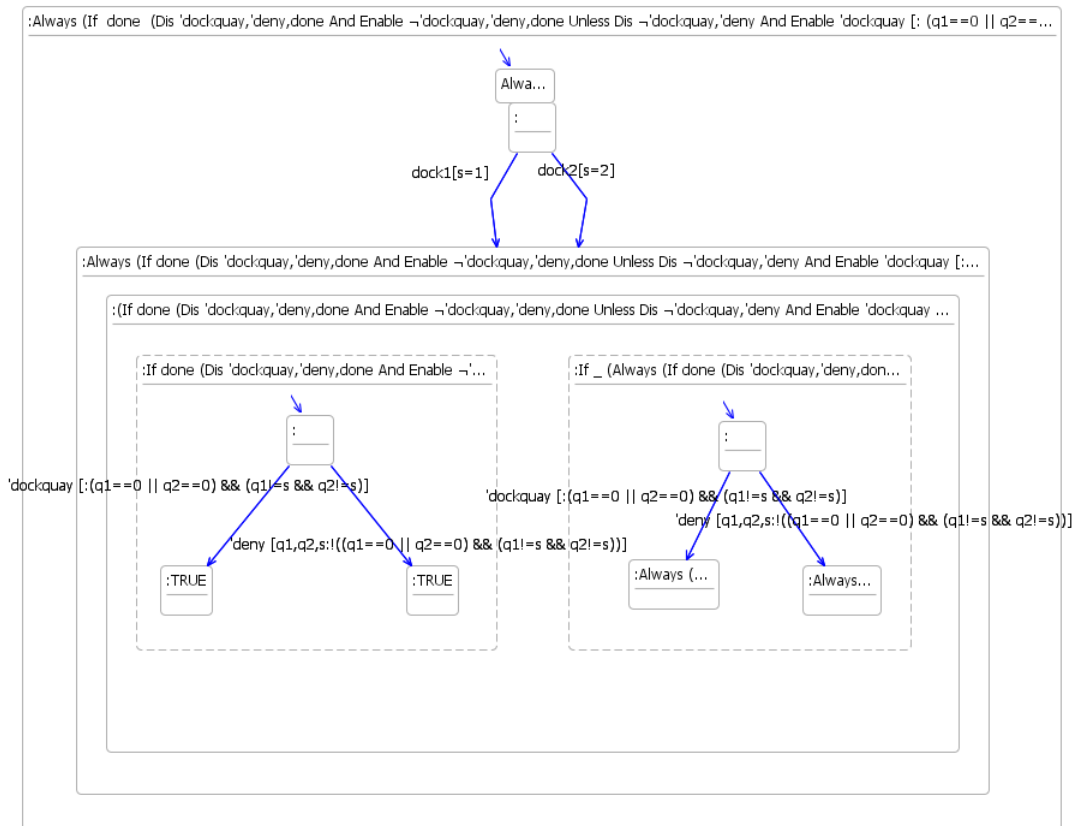 :Always (If  done  (Dis 'dockquay,'deny,done And Enable ¬'dockquay,'deny,done Unless Dis ¬'dockquay,'deny And Enable 'dockquay [: (q1==0 || q2==...
Alwa...
:
dock1[s=1]
dock2[s=2]
:Always (If done (Dis 'dockquay,'deny,done And Enable ¬'dockquay,'deny,done Unless Dis ¬'dockquay,'deny And Enable 'dockquay [:...
:(If done (Dis 'dockquay,'deny,done And Enable ¬'dockquay,'deny,done Unless Dis ¬'dockquay,'deny And Enable 'dockquay ...
:If done (Dis 'dockquay,'deny,done And Enable ¬'...
:If _ (Always (If done (Dis 'dockquay,'deny,don...
:
:
'dockquay [:(q1==0 || q2==0) && (q1!=s && q2!=s)]
'dockquay [:(q1==0 || q2==0) && (q1!=s && q2!=s)]
'deny [q1,q2,s:!((q1==0 || q2==0) && (q1!=s && q2!=s))]
'deny [q1,q2,s:!((q1==0 || q2==0) && (q1!=s && q2!=s))]
:TRUE
:TRUE
:Always (...
:Always...